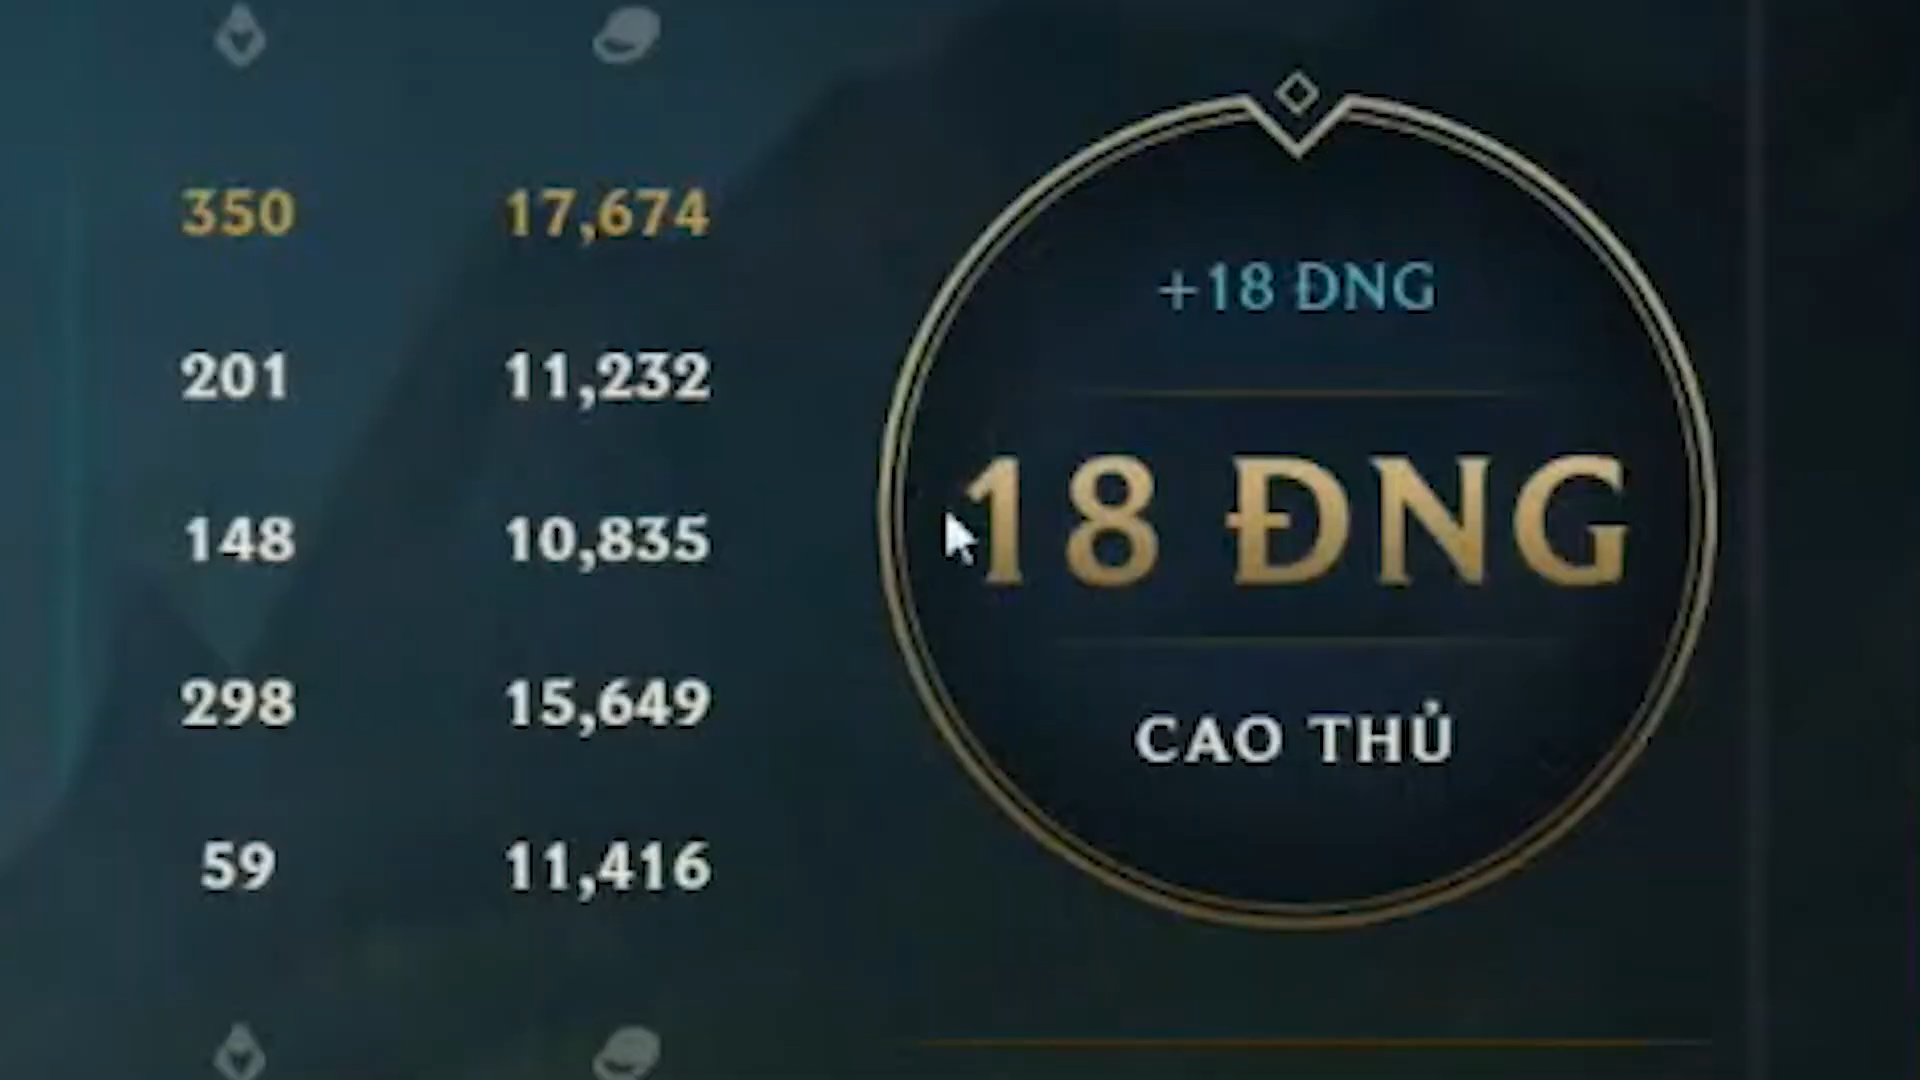 350 17,674
201 11,232
148 10,835
298 15,649
59 11,416
+18 ĐNG
18 ĐNG
CAO THỦ